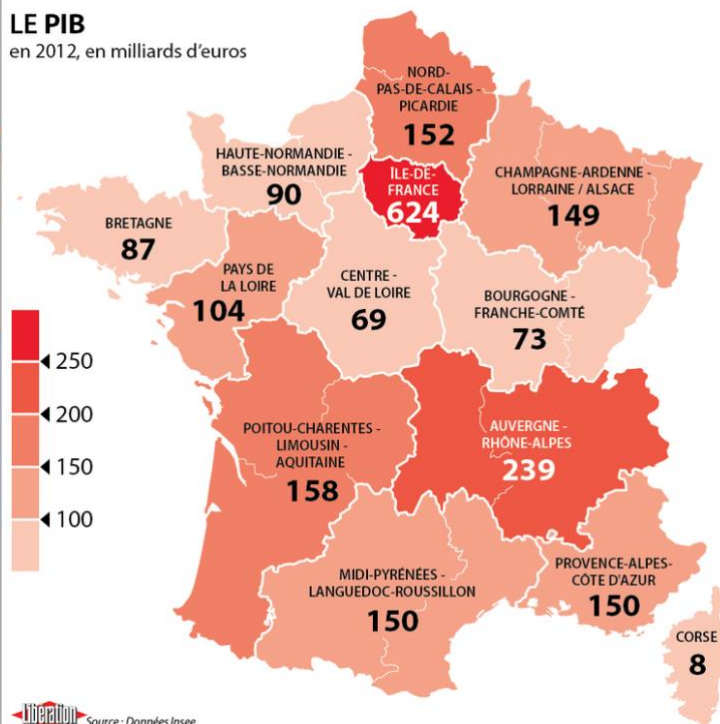 LE PIB
en 2012, en milliards d'euros
NORD-
PAS-DE-CALAIS -
PICARDIE
152
HAUTE-NORMANDIE -
BASSE-NORMANDIE
90
ÎLE-DE-
FRANCE
624
CHAMPAGNE-ARDENNE -
LORRAINE / ALSACE
149
BRETAGNE
87
PAYS DE
LA LOIRE
104
CENTRE -
VAL DE LOIRE
69
BOURGOGNE -
FRANCHE-COMTÉ
73
250
200
150
100
POITOU-CHARENTES -
LIMOUSIN -
AQUITAINE
158
AUVERGNE -
RHÔNE-ALPES
239
MIDI-PYRÉNÉES -
LANGUEDOC-ROUSSILLON
150
PROVENCE-ALPES-
CÔTE D'AZUR
150
CORSE
8
Libération
Source : Données Insee